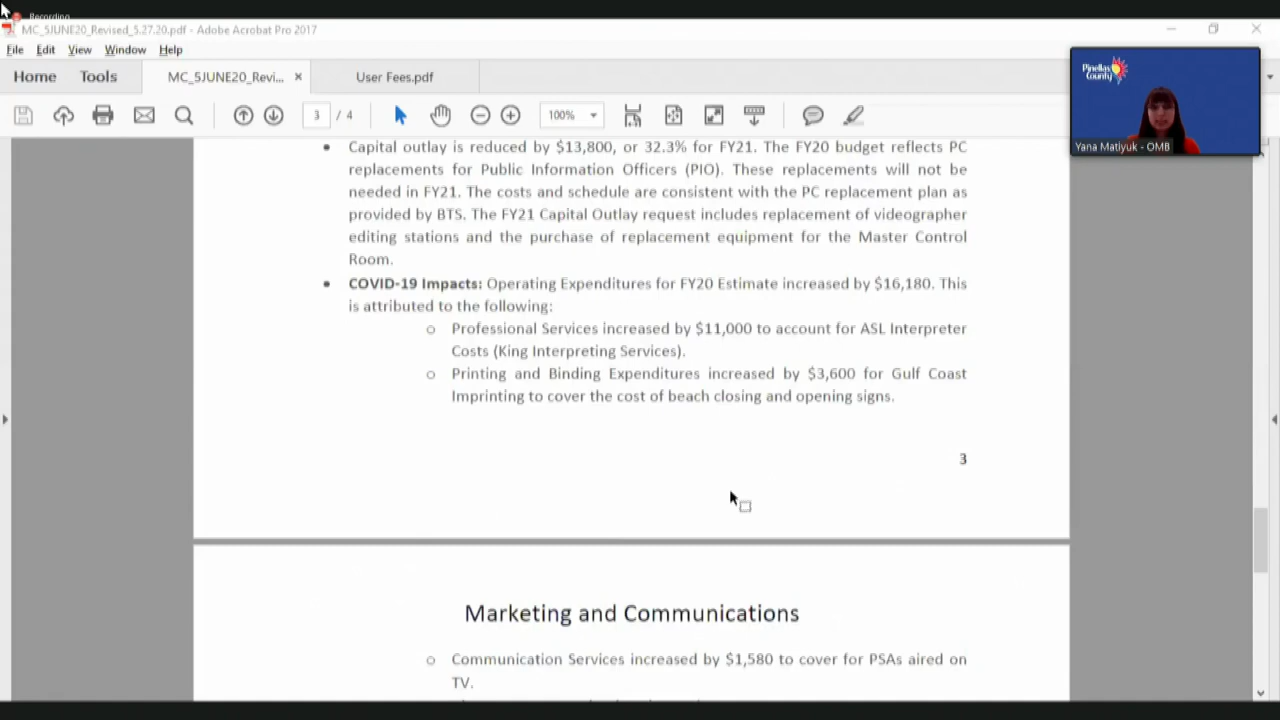 Recording
MC_5JUNE20_Revised_5.27.20.pdf - Adobe Acrobat Pro 2017
File Edit View Window Help
Home Tools MC_5JUNE20_Revi... × User Fees.pdf
3 / 4 100%
Pinellas
County
Yana Matiyuk - OMB
• Capital outlay is reduced by $13,800, or 32.3% for FY21. The FY20 budget reflects PC
replacements for Public Information Officers (PIO). These replacements will not be
needed in FY21. The costs and schedule are consistent with the PC replacement plan as
provided by BTS. The FY21 Capital Outlay request includes replacement of videographer
editing stations and the purchase of replacement equipment for the Master Control
Room.
• COVID-19 Impacts: Operating Expenditures for FY20 Estimate increased by $16,180. This
is attributed to the following:
o Professional Services increased by $11,000 to account for ASL Interpreter
Costs (King Interpreting Services).
o Printing and Binding Expenditures increased by $3,600 for Gulf Coast
Imprinting to cover the cost of beach closing and opening signs.
3
Marketing and Communications
o Communication Services increased by $1,580 to cover for PSAs aired on
TV.